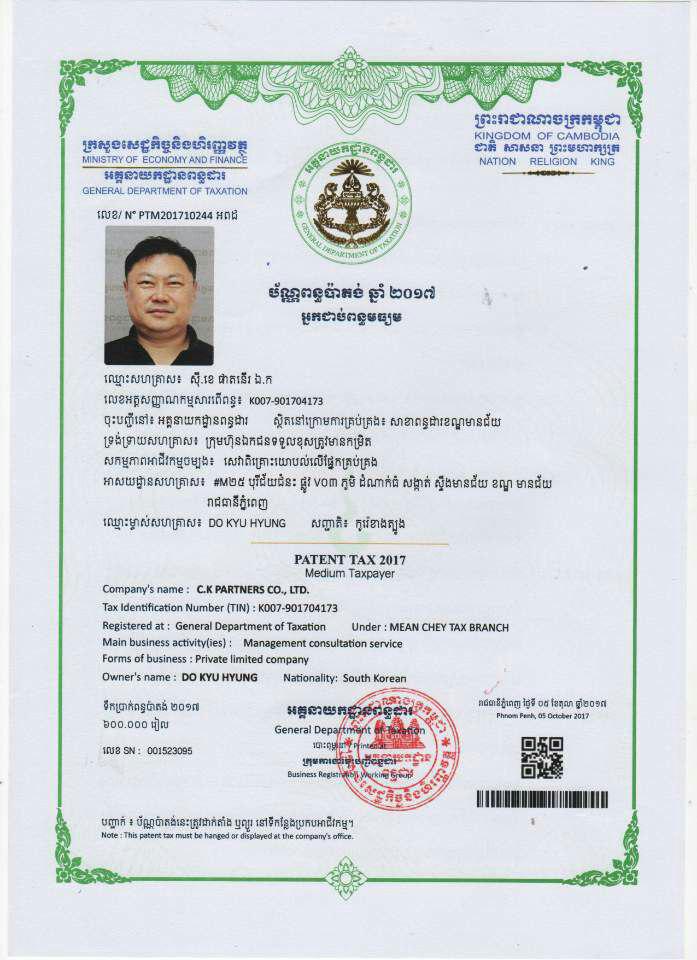 ក្រសួងសេដ្ឋកិច្ចនិងហិរញ្ញវត្ថុ
MINISTRY OF ECONOMY AND FINANCE
អគ្គនាយកដ្ឋានពន្ធដារ
GENERAL DEPARTMENT OF TAXATION
ព្រះរាជាណាចក្រកម្ពុជា
KINGDOM OF CAMBODIA
ជាតិ សាសនា ព្រះមហាក្សត្រ
NATION RELIGION KING
លេខ/ Nº PTM201710244 អពដ
អគ្គនាយកដ្ឋានពន្ធដារ
GENERAL DEPARTMENT OF TAXATION
ប័ណ្ណពន្ធប៉ាតង់ ឆ្នាំ ២០១៧
អ្នកជាប់ពន្ធមធ្យម
ឈ្មោះសហគ្រាស៖ ស៊ី.ខេ ផាតនើរ ឯ.ក
លេខអត្តសញ្ញាណកម្មសារពើពន្ធ៖ K007-901704173
ចុះបញ្ជីនៅ៖ អគ្គនាយកដ្ឋានពន្ធដារ ស្ថិតនៅក្រោមការគ្រប់គ្រង៖ សាខាពន្ធដារខណ្ឌមានជ័យ
ទ្រង់ទ្រាយសហគ្រាស៖ ក្រុមហ៊ុនឯកជនទទួលខុសត្រូវមានកម្រិត
សកម្មភាពអាជីវកម្មចម្បង៖ សេវាពិគ្រោះយោបល់លើផ្នែកគ្រប់គ្រង
អាសយដ្ឋានសហគ្រាស៖ #M២៥ បុរីជ័យជំនះ ផ្លូវ V០៣ ភូមិ ដំណាក់ធំ សង្កាត់ ស្ទឹងមានជ័យ ខណ្ឌ មានជ័យ
រាជធានីភ្នំពេញ
ឈ្មោះម្ចាស់សហគ្រាស៖ DO KYU HYUNG សញ្ជាតិ៖ កូរ៉េខាងត្បូង
PATENT TAX 2017
Medium Taxpayer
Company's name : C.K PARTNERS CO., LTD.
Tax Identification Number (TIN) : K007-901704173
Registered at : General Department of Taxation Under : MEAN CHEY TAX BRANCH
Main business activity(ies) : Management consultation service
Forms of business : Private limited company
Owner's name : DO KYU HYUNG Nationality: South Korean
ទឹកប្រាក់ពន្ធប៉ាតង់ ២០១៧
៦០០.០០០ រៀល
លេខ SN : 001523095
អគ្គនាយកដ្ឋានពន្ធដារ
General Department of Taxation
បោះពុម្ពនៅ / Printed at
ក្រុមការងារចុះបញ្ជីពន្ធដារ
Business Registration Working Group
រាជធានីភ្នំពេញ ថ្ងៃទី ០៥ ខែតុលា ឆ្នាំ២០១៧
Phnom Penh, 05 October 2017
បញ្ជាក់ ៖ ប័ណ្ណប៉ាតង់នេះត្រូវដាក់តាំង ឬព្យួរ នៅទីកន្លែងប្រកបអាជីវកម្ម។
Note : This patent tax must be hanged or displayed at the company's office.